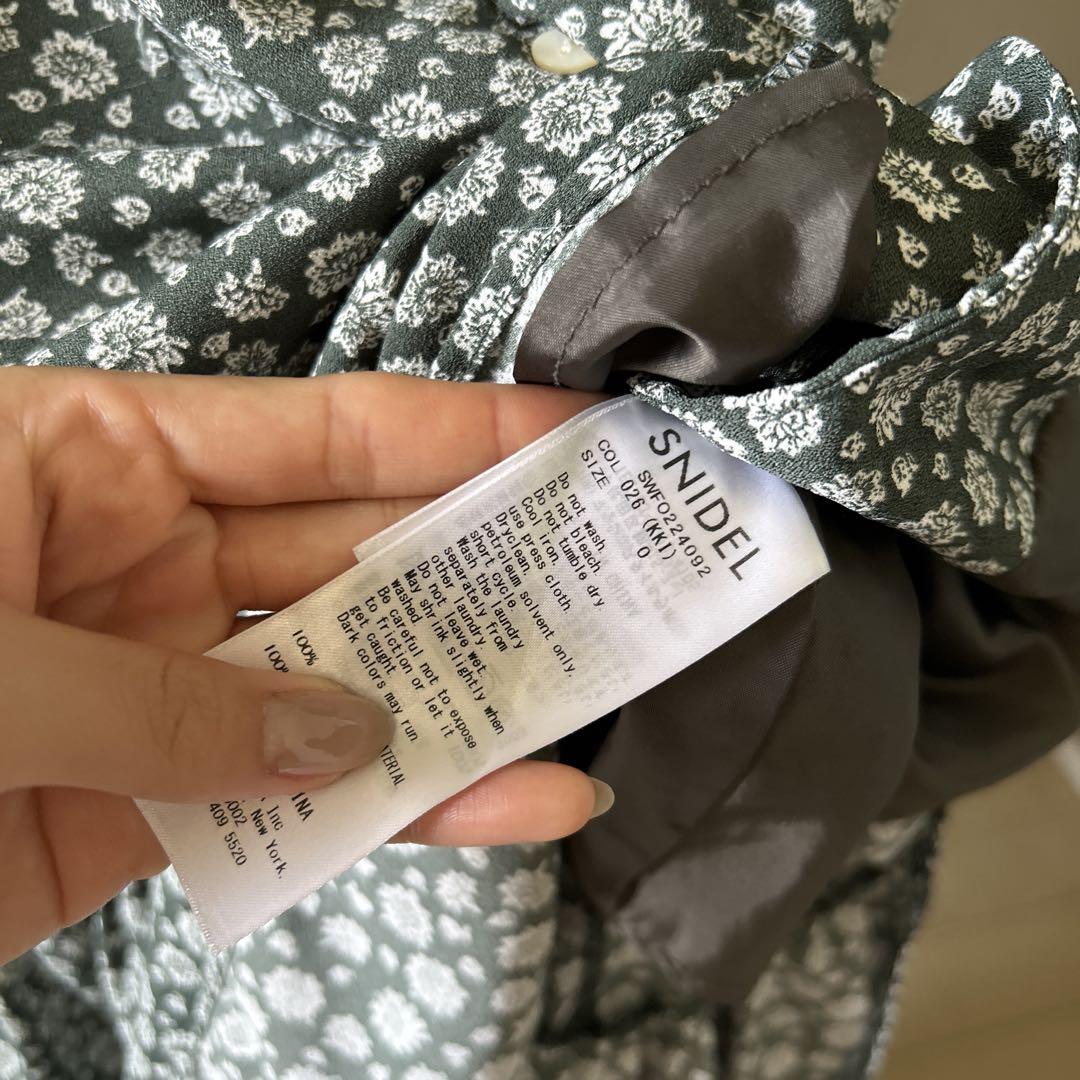 SNIDEL
SWFO224092
COL 026 (KKI)
SIZE 0
Do not wash.
Do not bleach.
Do not tumble dry
Cool iron.
use press cloth.
Dryclean,
petroleum solvent only,
short cycle.
Wash the laundry
separately from
other laundry.
Do not leave wet.
May shrink slightly when
washed
Be careful not to expose
to friction or let it
get caught.
Dark colors may run
100%
100%
Inc
New York,
409 5520